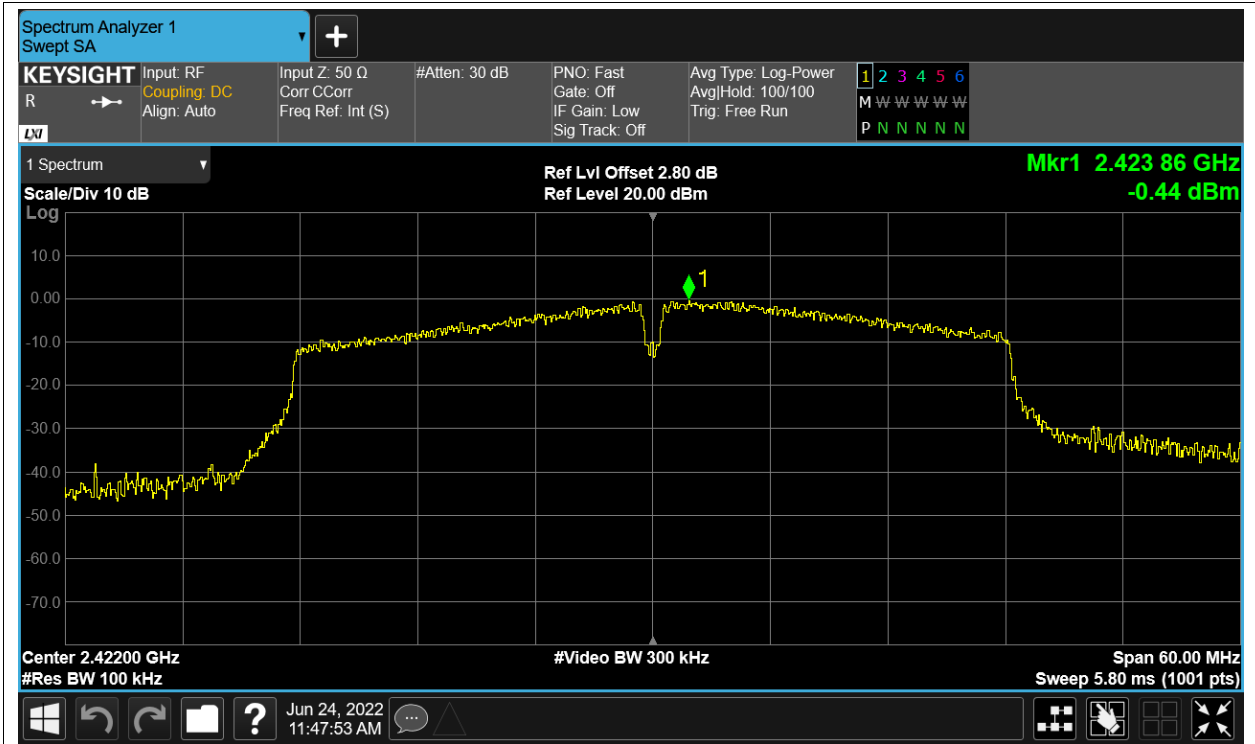 Spectrum Analyzer 1
Swept SA
KEYSIGHT
R
LXI
Input: RF
Coupling: DC
Align: Auto
Input Z: 50 Ω
Corr CCorr
Freq Ref: Int (S)
#Atten: 30 dB
PNO: Fast
Gate: Off
IF Gain: Low
Sig Track: Off
Avg Type: Log-Power
Avg|Hold: 100/100
Trig: Free Run
1 2 3 4 5 6
M W W W W W
P N N N N N
1 Spectrum
Scale/Div 10 dB
Log
Ref Lvl Offset 2.80 dB
Ref Level 20.00 dBm
Mkr1 2.423 86 GHz
-0.44 dBm
1
10.0
0.00
-10.0
-20.0
-30.0
-40.0
-50.0
-60.0
-70.0
Center 2.42200 GHz
#Res BW 100 kHz
#Video BW 300 kHz
Span 60.00 MHz
Sweep 5.80 ms (1001 pts)
?
Jun 24, 2022
11:47:53 AM